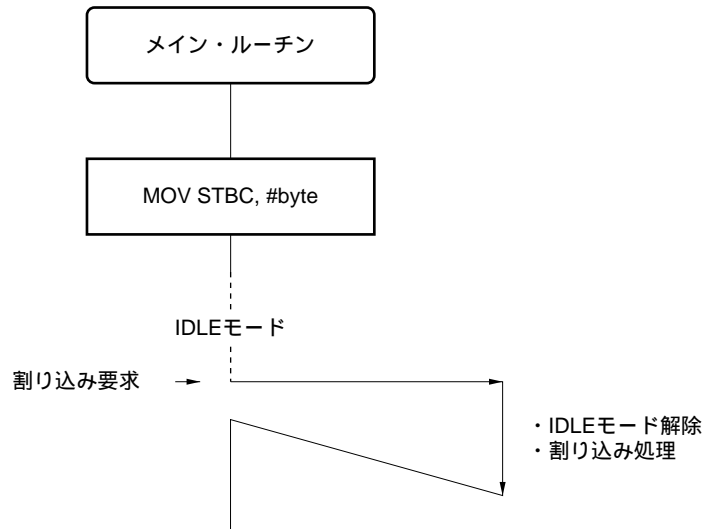 メイン・ルーチン
MOV STBC, #byte
IDLEモード
割り込み要求
・IDLEモード解除
・割り込み処理